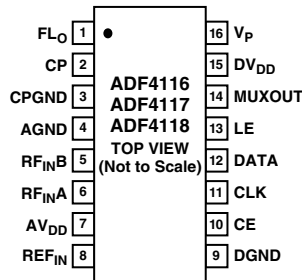 FLO 1
CP 2
CPGND 3
AGND 4
RFINB 5
RFINA 6
AVDD 7
REFIN 8
ADF4116
ADF4117
ADF4118
TOP VIEW
(Not to Scale)
16 VP
15 DVDD
14 MUXOUT
13 LE
12 DATA
11 CLK
10 CE
9 DGND